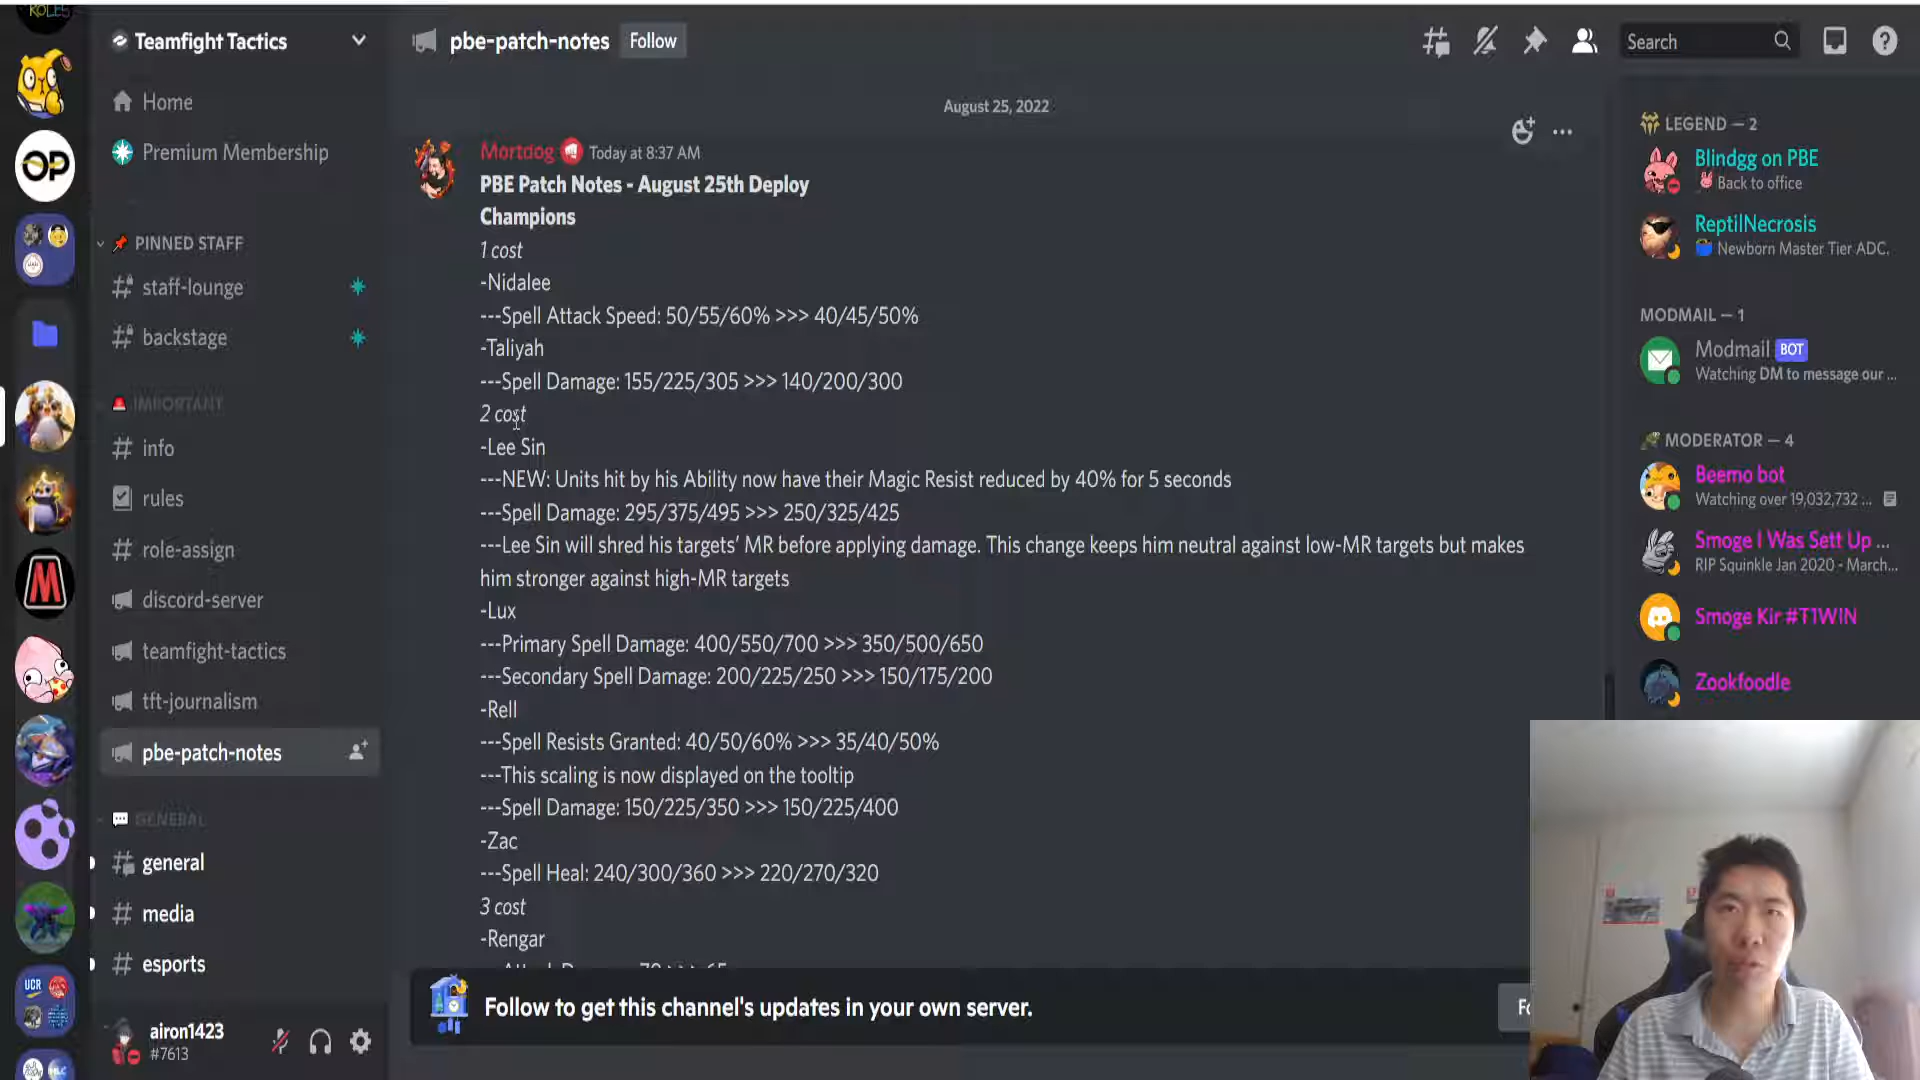 ROLES
Teamfight Tactics
pbe-patch-notes
Follow
Search
Home
Premium Membership
PINNED STAFF
staff-lounge
backstage
IMPORTANT
info
rules
role-assign
discord-server
teamfight-tactics
tft-journalism
pbe-patch-notes
GENERAL
general
media
esports
airon1423
#7613
OP
M
UCR
August 25, 2022
Mortdog Today at 8:37 AM
PBE Patch Notes - August 25th Deploy
Champions
1 cost
-Nidalee
---Spell Attack Speed: 50/55/60% >>> 40/45/50%
-Taliyah
---Spell Damage: 155/225/305 >>> 140/200/300
2 cost
-Lee Sin
---NEW: Units hit by his Ability now have their Magic Resist reduced by 40% for 5 seconds
---Spell Damage: 295/375/495 >>> 250/325/425
---Lee Sin will shred his targets' MR before applying damage. This change keeps him neutral against low-MR targets but makes
him stronger against high-MR targets
-Lux
---Primary Spell Damage: 400/550/700 >>> 350/500/650
---Secondary Spell Damage: 200/225/250 >>> 150/175/200
-Rell
---Spell Resists Granted: 40/50/60% >>> 35/40/50%
---This scaling is now displayed on the tooltip
---Spell Damage: 150/225/350 >>> 150/225/400
-Zac
---Spell Heal: 240/300/360 >>> 220/270/320
3 cost
-Rengar
Follow to get this channel's updates in your own server.
Fo
LEGEND — 2
Blindgg on PBE
Back to office
ReptilNecrosis
Newborn Master Tier ADC.
MODMAIL — 1
Modmail BOT
Watching DM to message our ...
MODERATOR — 4
Beemo bot
Watching over 19,032,732 ...
Smoge I Was Sett Up ...
RIP Squinkle Jan 2020 - March...
Smoge Kir #T1WIN
Zookfoodle